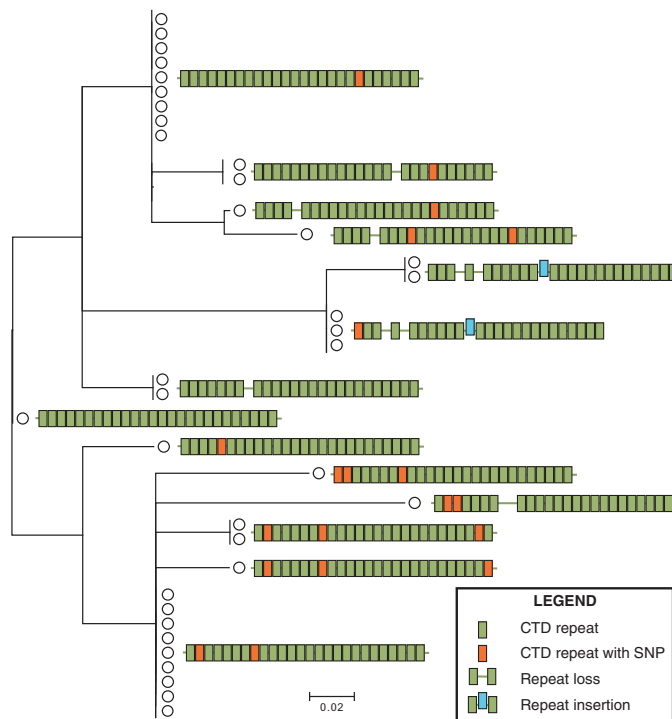 LEGEND
CTD repeat
CTD repeat with SNP
Repeat loss
Repeat insertion
0.02